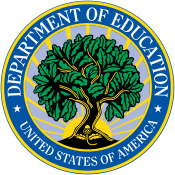 DEPARTMENT OF EDUCATION
UNITED STATES OF AMERICA